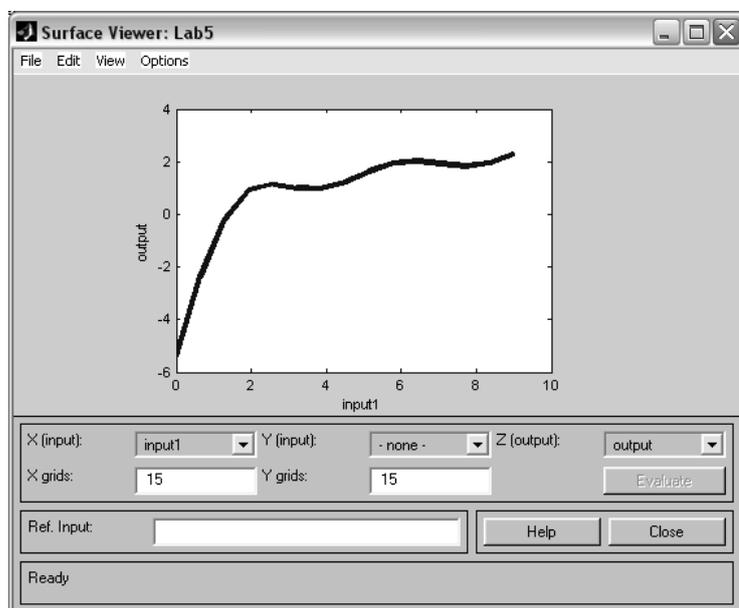 Surface Viewer: Lab5
File Edit View Options
4
2
0
-2
-4
-6
output
0 2 4 6 8 10
input1
X (input): input1 Y (input): - none - Z (output): output
X grids: 15 Y grids: 15 Evaluate
Ref. Input: Help Close
Ready